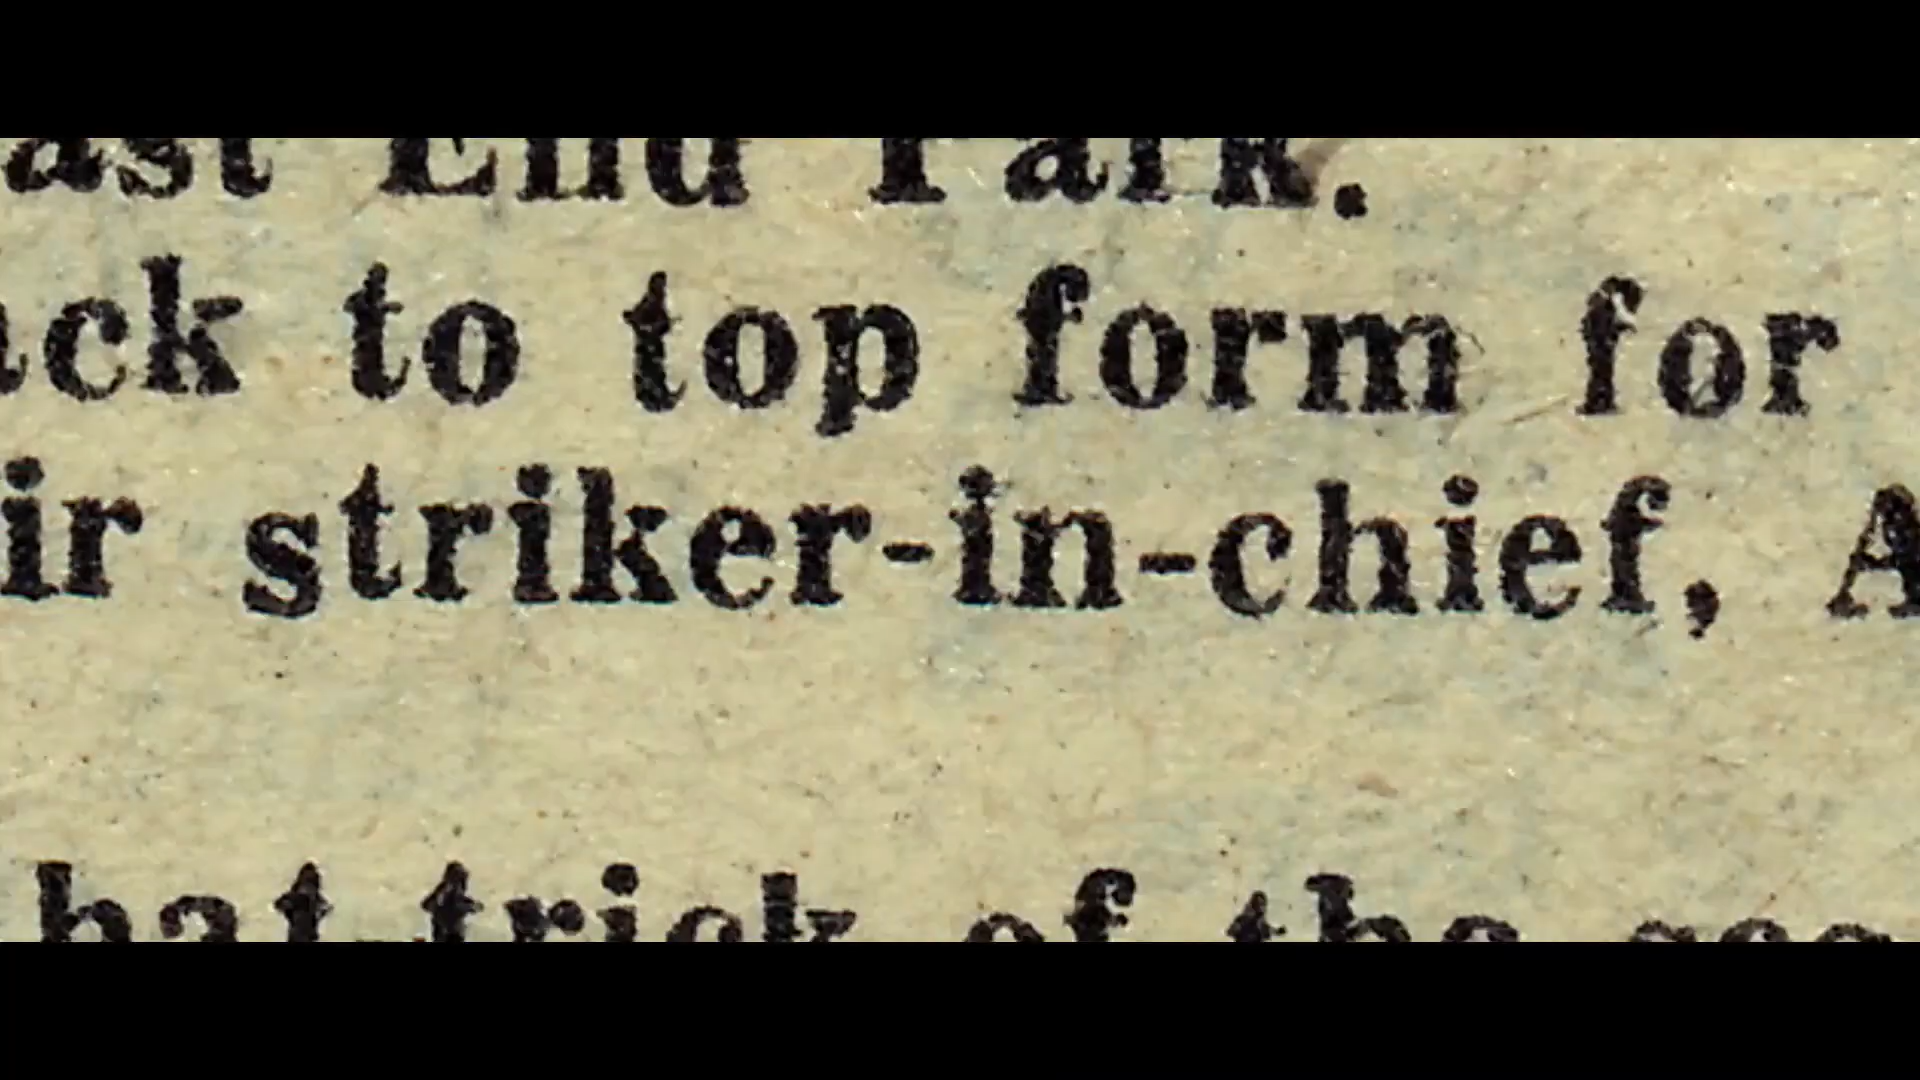 ast End Park.
ck to top form for
ir striker-in-chief, A
hat-trick of the